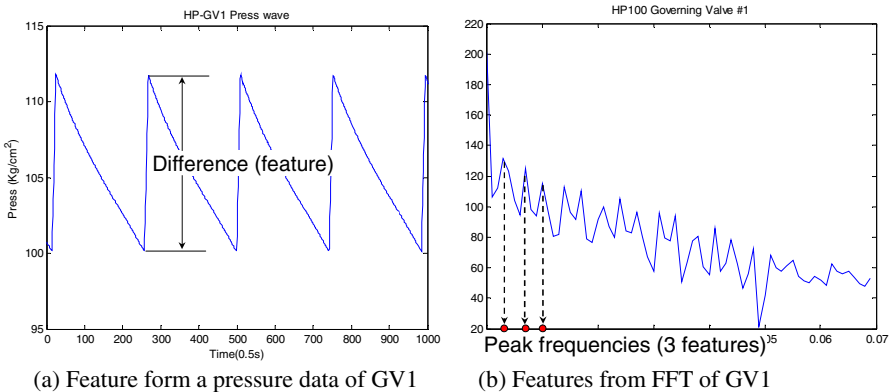 HP-GV1 Press wave
115
110
105
100
95
Press (Kg/cm²)
Difference (feature)
0 100 200 300 400 500 600 700 800 900 1000
Time(0.5s)
(a) Feature form a pressure data of GV1
HP100 Governing Valve #1
220
200
180
160
140
120
100
80
60
40
20
05 0.06 0.07
Peak frequencies (3 features)
(b) Features from FFT of GV1